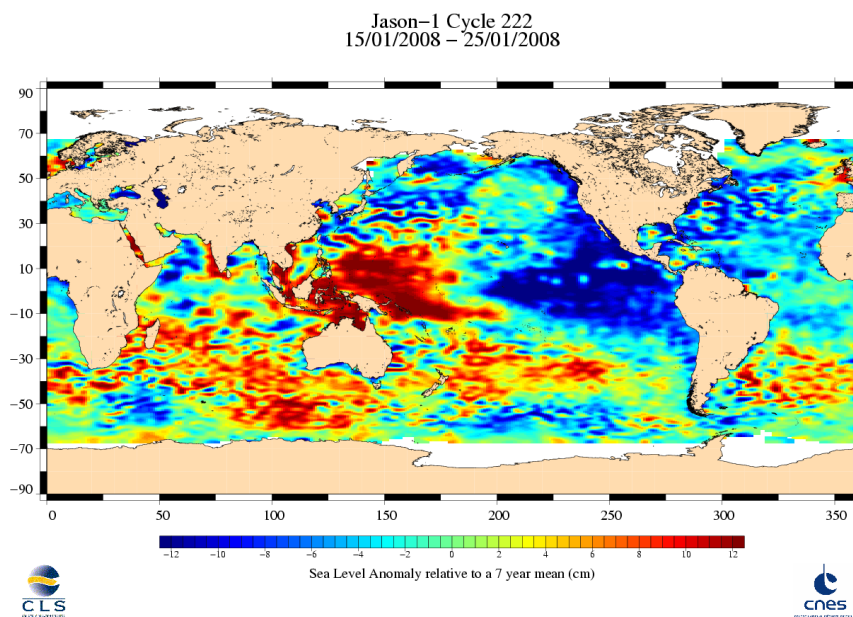 Jason-1 Cycle 222
15/01/2008 - 25/01/2008
90
70
50
30
10
-10
-30
-50
-70
-90
0 50 100 150 200 250 300 350
-12 -10 -8 -6 -4 -2 0 2 4 6 8 10 12
Sea Level Anomaly relative to a 7 year mean (cm)
CLS
cnes